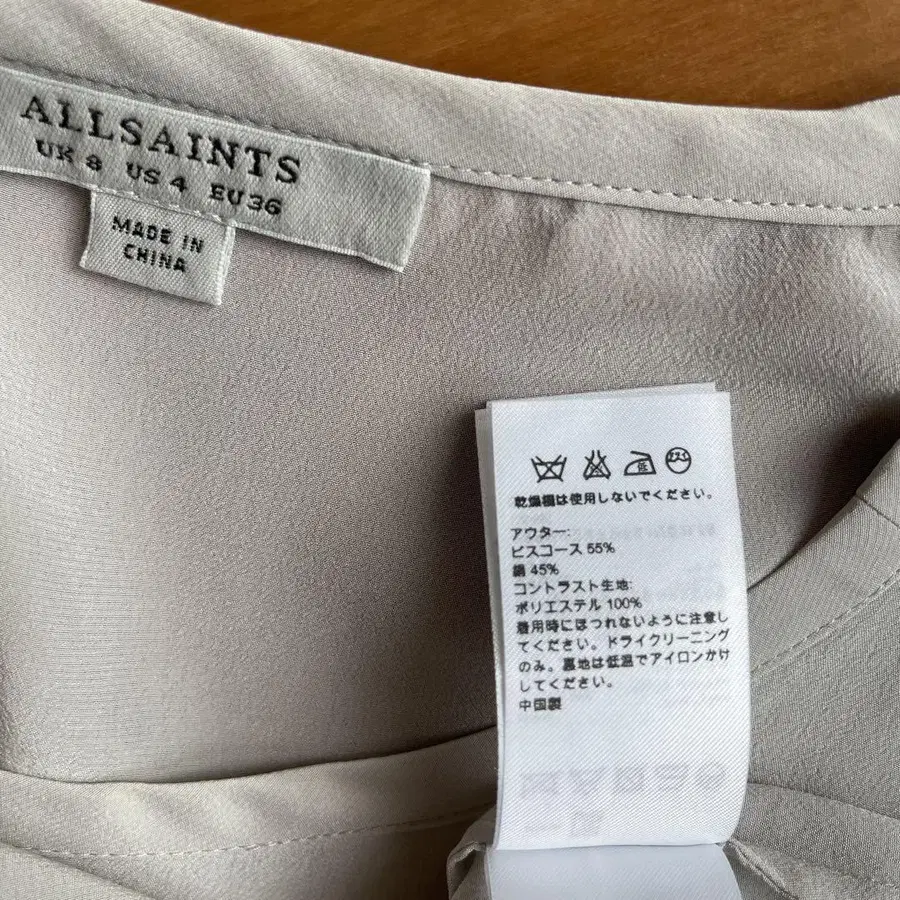 ALLSAINTS
UK 8 US 4 EU 36
MADE IN
CHINA
乾燥機は使用しないでください。
アウター:
ビスコース 55%
絹 45%
コントラスト生地:
ポリエステル 100%
着用時にほつれないように注意し
てください。ドライクリーニング
のみ。裏地は低温でアイロンかけ
してください。
中国製